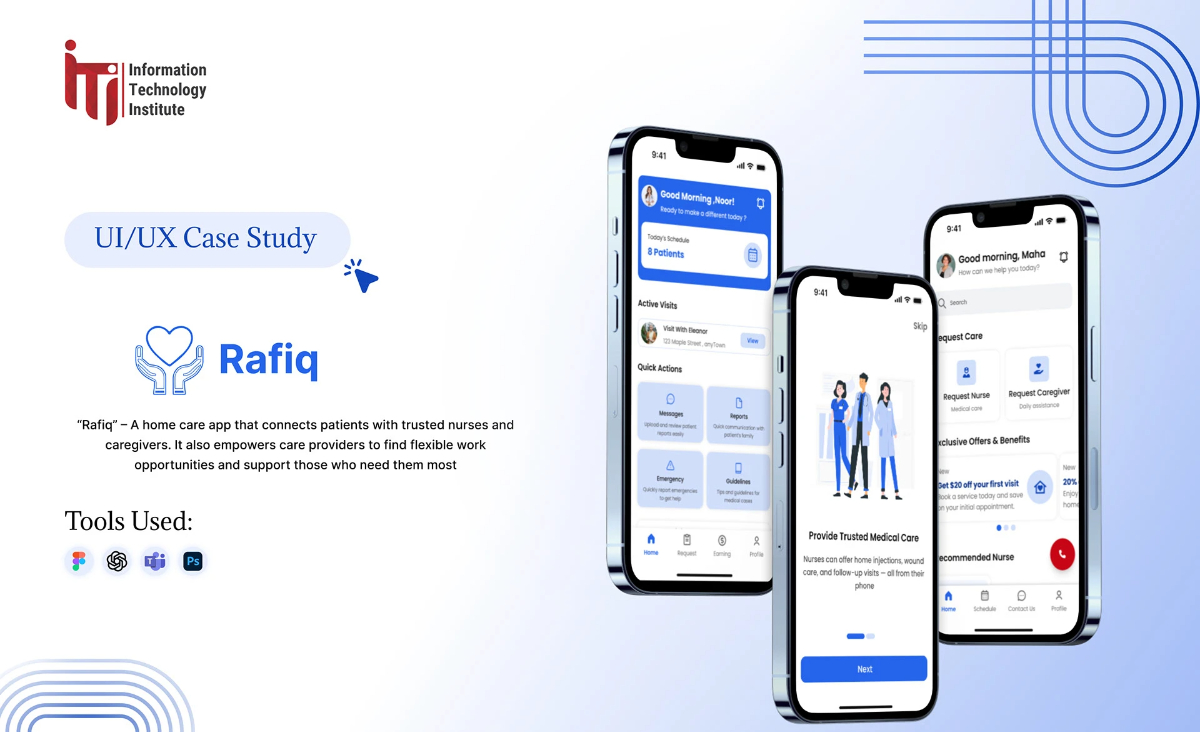 Information
Technology
Institute
UI/UX Case Study
Rafiq
“Rafiq” – A home care app that connects patients with trusted nurses and
caregivers. It also empowers care providers to find flexible work
opportunities and support those who need them most
Tools Used:
Ps
9:41
Good Morning ,Noor!
Ready to make a different today ?
Today's Schedule
8 Patients
Active Visits
Visit With Eleanor
123 Maple Street , anyTown
View
Quick Actions
Messages
Upload and review patient
reports easily
Reports
Quick communication with
patient's family
Emergency
Quickly report emergencies
to get help
Guidelines
Tips and guidelines for
medical cases
Home
Request
Earning
Profile
9:41
Skip
Provide Trusted Medical Care
Nurses can offer home injections, wound
care, and follow-up visits — all from their
phone
Next
9:41
Good morning, Maha
How can we help you today?
Search
equest Care
Request Nurse
Medical care
Request Caregiver
Daily assistance
xclusive Offers & Benefits
New
Get $20 off your first visit
Book a service today and save
on your initial appointment.
New
20%
Enjoy
home
ecommended Nurse
Home
Schedule
Contact Us
Profile